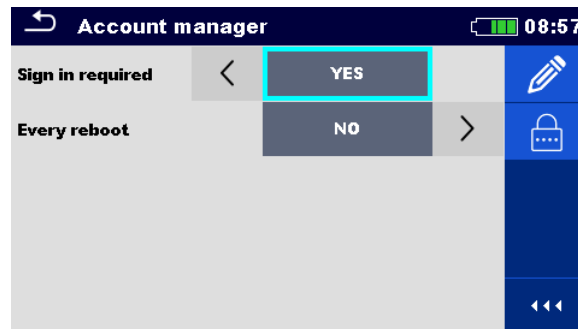 Account manager 08:57
Sign in required YES
Every reboot NO